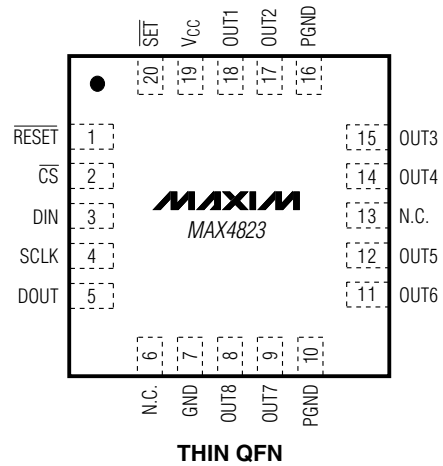 SET
VCC
OUT1
OUT2
PGND
20
19
18
17
16
RESET 1
CS 2
DIN 3
SCLK 4
DOUT 5
15 OUT3
14 OUT4
13 N.C.
12 OUT5
11 OUT6
MAXIM
MAX4823
6
7
8
9
10
N.C.
GND
OUT8
OUT7
PGND
THIN QFN